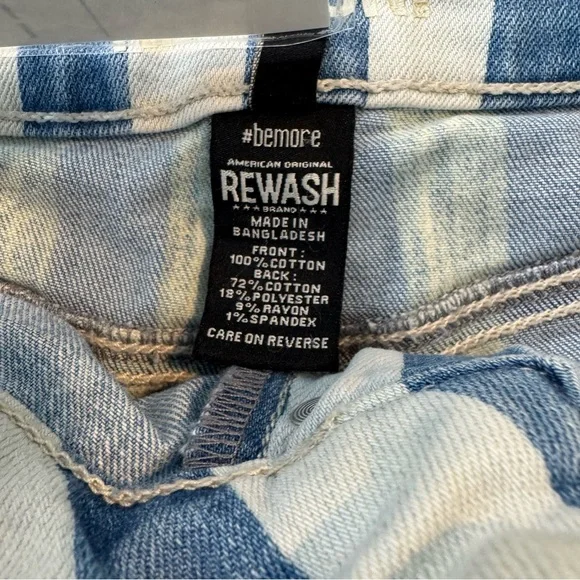 #bemore
AMERICAN ORIGINAL
REWASH
BRAND
MADE IN
BANGLADESH
FRONT:
100% COTTON
BACK:
72% COTTON
18% POLYESTER
9% RAYON
1% SPANDEX
CARE ON REVERSE